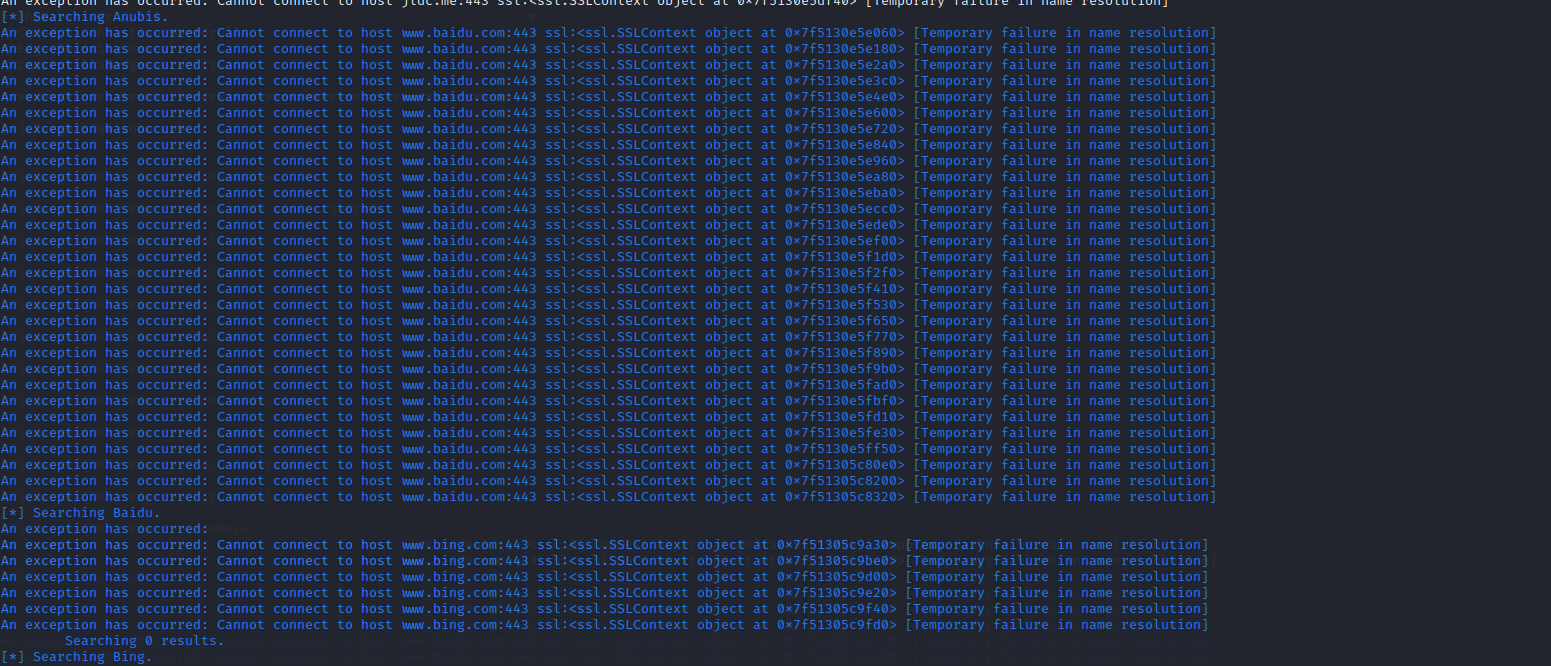 An exception has occurred: Cannot connect to host jldc.me:443 ssl:<ssl.SSLContext object at 0×7f5130e5df40> [Temporary failure in name resolution]
[*] Searching Anubis.
An exception has occurred: Cannot connect to host www.baidu.com:443 ssl:<ssl.SSLContext object at 0×7f5130e5e060> [Temporary failure in name resolution]
An exception has occurred: Cannot connect to host www.baidu.com:443 ssl:<ssl.SSLContext object at 0×7f5130e5e180> [Temporary failure in name resolution]
An exception has occurred: Cannot connect to host www.baidu.com:443 ssl:<ssl.SSLContext object at 0×7f5130e5e2a0> [Temporary failure in name resolution]
An exception has occurred: Cannot connect to host www.baidu.com:443 ssl:<ssl.SSLContext object at 0×7f5130e5e3c0> [Temporary failure in name resolution]
An exception has occurred: Cannot connect to host www.baidu.com:443 ssl:<ssl.SSLContext object at 0×7f5130e5e4e0> [Temporary failure in name resolution]
An exception has occurred: Cannot connect to host www.baidu.com:443 ssl:<ssl.SSLContext object at 0×7f5130e5e600> [Temporary failure in name resolution]
An exception has occurred: Cannot connect to host www.baidu.com:443 ssl:<ssl.SSLContext object at 0×7f5130e5e720> [Temporary failure in name resolution]
An exception has occurred: Cannot connect to host www.baidu.com:443 ssl:<ssl.SSLContext object at 0×7f5130e5e840> [Temporary failure in name resolution]
An exception has occurred: Cannot connect to host www.baidu.com:443 ssl:<ssl.SSLContext object at 0×7f5130e5e960> [Temporary failure in name resolution]
An exception has occurred: Cannot connect to host www.baidu.com:443 ssl:<ssl.SSLContext object at 0×7f5130e5ea80> [Temporary failure in name resolution]
An exception has occurred: Cannot connect to host www.baidu.com:443 ssl:<ssl.SSLContext object at 0×7f5130e5eba0> [Temporary failure in name resolution]
An exception has occurred: Cannot connect to host www.baidu.com:443 ssl:<ssl.SSLContext object at 0×7f5130e5ecc0> [Temporary failure in name resolution]
An exception has occurred: Cannot connect to host www.baidu.com:443 ssl:<ssl.SSLContext object at 0×7f5130e5ede0> [Temporary failure in name resolution]
An exception has occurred: Cannot connect to host www.baidu.com:443 ssl:<ssl.SSLContext object at 0×7f5130e5ef00> [Temporary failure in name resolution]
An exception has occurred: Cannot connect to host www.baidu.com:443 ssl:<ssl.SSLContext object at 0×7f5130e5f1d0> [Temporary failure in name resolution]
An exception has occurred: Cannot connect to host www.baidu.com:443 ssl:<ssl.SSLContext object at 0×7f5130e5f2f0> [Temporary failure in name resolution]
An exception has occurred: Cannot connect to host www.baidu.com:443 ssl:<ssl.SSLContext object at 0×7f5130e5f410> [Temporary failure in name resolution]
An exception has occurred: Cannot connect to host www.baidu.com:443 ssl:<ssl.SSLContext object at 0×7f5130e5f530> [Temporary failure in name resolution]
An exception has occurred: Cannot connect to host www.baidu.com:443 ssl:<ssl.SSLContext object at 0×7f5130e5f650> [Temporary failure in name resolution]
An exception has occurred: Cannot connect to host www.baidu.com:443 ssl:<ssl.SSLContext object at 0×7f5130e5f770> [Temporary failure in name resolution]
An exception has occurred: Cannot connect to host www.baidu.com:443 ssl:<ssl.SSLContext object at 0×7f5130e5f890> [Temporary failure in name resolution]
An exception has occurred: Cannot connect to host www.baidu.com:443 ssl:<ssl.SSLContext object at 0×7f5130e5f9b0> [Temporary failure in name resolution]
An exception has occurred: Cannot connect to host www.baidu.com:443 ssl:<ssl.SSLContext object at 0×7f5130e5fad0> [Temporary failure in name resolution]
An exception has occurred: Cannot connect to host www.baidu.com:443 ssl:<ssl.SSLContext object at 0×7f5130e5fbf0> [Temporary failure in name resolution]
An exception has occurred: Cannot connect to host www.baidu.com:443 ssl:<ssl.SSLContext object at 0×7f5130e5fd10> [Temporary failure in name resolution]
An exception has occurred: Cannot connect to host www.baidu.com:443 ssl:<ssl.SSLContext object at 0×7f5130e5fe30> [Temporary failure in name resolution]
An exception has occurred: Cannot connect to host www.baidu.com:443 ssl:<ssl.SSLContext object at 0×7f5130e5ff50> [Temporary failure in name resolution]
An exception has occurred: Cannot connect to host www.baidu.com:443 ssl:<ssl.SSLContext object at 0×7f51305c80e0> [Temporary failure in name resolution]
An exception has occurred: Cannot connect to host www.baidu.com:443 ssl:<ssl.SSLContext object at 0×7f51305c8200> [Temporary failure in name resolution]
An exception has occurred: Cannot connect to host www.baidu.com:443 ssl:<ssl.SSLContext object at 0×7f51305c8320> [Temporary failure in name resolution]
[*] Searching Baidu.
An exception has occurred:
An exception has occurred: Cannot connect to host www.bing.com:443 ssl:<ssl.SSLContext object at 0×7f51305c9a30> [Temporary failure in name resolution]
An exception has occurred: Cannot connect to host www.bing.com:443 ssl:<ssl.SSLContext object at 0×7f51305c9be0> [Temporary failure in name resolution]
An exception has occurred: Cannot connect to host www.bing.com:443 ssl:<ssl.SSLContext object at 0×7f51305c9d00> [Temporary failure in name resolution]
An exception has occurred: Cannot connect to host www.bing.com:443 ssl:<ssl.SSLContext object at 0×7f51305c9e20> [Temporary failure in name resolution]
An exception has occurred: Cannot connect to host www.bing.com:443 ssl:<ssl.SSLContext object at 0×7f51305c9f40> [Temporary failure in name resolution]
An exception has occurred: Cannot connect to host www.bing.com:443 ssl:<ssl.SSLContext object at 0×7f51305c9fd0> [Temporary failure in name resolution]
Searching 0 results.
[*] Searching Bing.